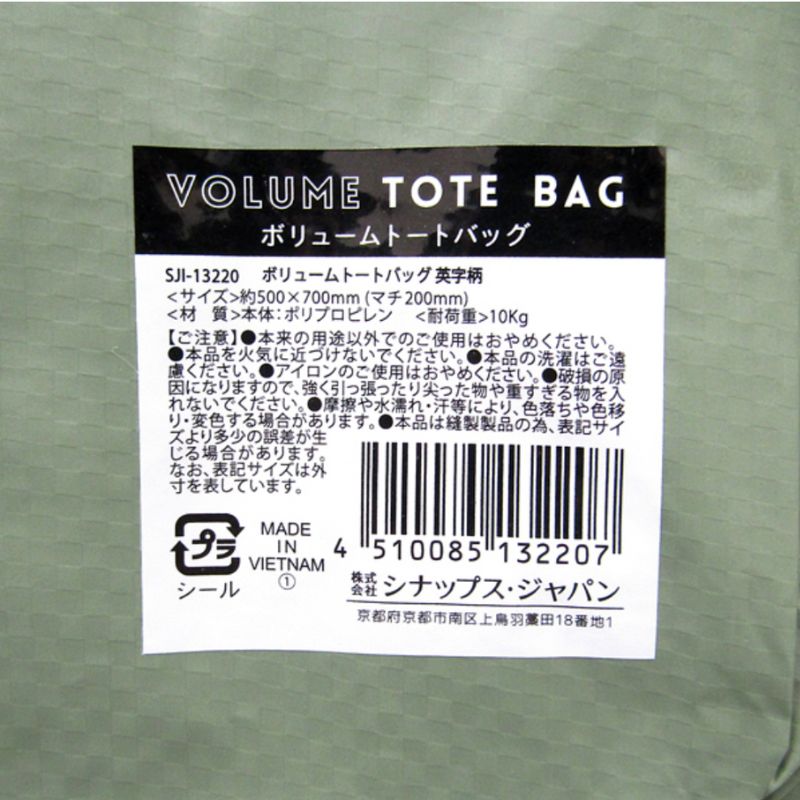 VOLUME TOTE BAG
ボリュームトートバッグ
SJI-13220 ボリュームトートバッグ 英字柄
<サイズ>約500×700mm (マチ200mm)
<材 質>本体:ポリプロピレン <耐荷重>10Kg
【ご注意】●本来の用途以外でのご使用はおやめください。
●本品を火気に近づけないでください。●本品の洗濯はご遠
慮ください。●アイロンのご使用はおやめください。●破損の原
因になりますので、強く引っ張ったり尖った物や重すぎる物を入
れないでください。●摩擦や水濡れ・汗等により、色落ちや色移
り・変色する場合があります。●本品は縫製製品の為、表記サイ
ズより多少の誤差が生
じる場合があります。
なお、表記サイズは外
寸を表しています。
プラ
シール
MADE
IN
VIETNAM
①
4 510085 132207
株式会社 シナップス・ジャパン
京都府京都市南区上鳥羽藁田18番地1